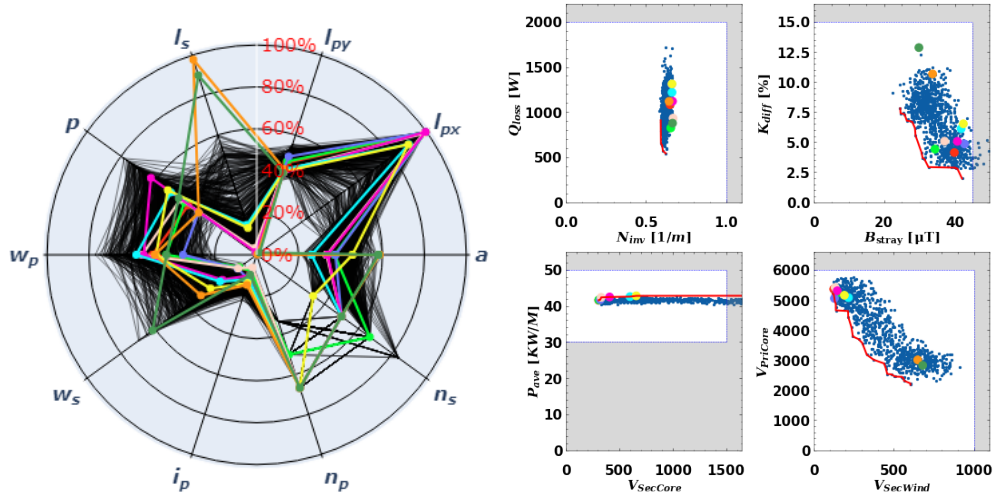 l_s
l_py
100%
80%
l_px
p
60%
40%
20%
w_p
0%
a
w_s
n_s
i_p
n_p
2000
1500
1000
500
0
Q_loss [W]
0.0
0.5
1.0
N_inv [1/m]
15.0
12.5
10.0
7.5
5.0
2.5
0.0
K_diff [%]
0
20
40
B_stray [µT]
50
40
30
20
10
0
P_ave [KW/M]
0
500
1000
1500
V_SecCore
6000
5000
4000
3000
2000
1000
0
V_PriCore
0
500
1000
V_SecWind